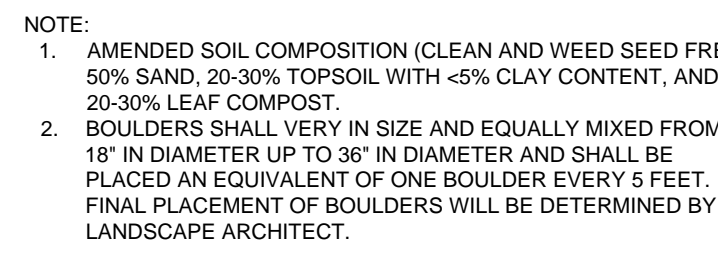 NOTE:
1. AMENDED SOIL COMPOSITION (CLEAN AND WEED SEED FRE
50% SAND, 20-30% TOPSOIL WITH <5% CLAY CONTENT, AND
20-30% LEAF COMPOST.
2. BOULDERS SHALL VERY IN SIZE AND EQUALLY MIXED FROM
18" IN DIAMETER UP TO 36" IN DIAMETER AND SHALL BE
PLACED AN EQUIVALENT OF ONE BOULDER EVERY 5 FEET.
FINAL PLACEMENT OF BOULDERS WILL BE DETERMINED BY
LANDSCAPE ARCHITECT.